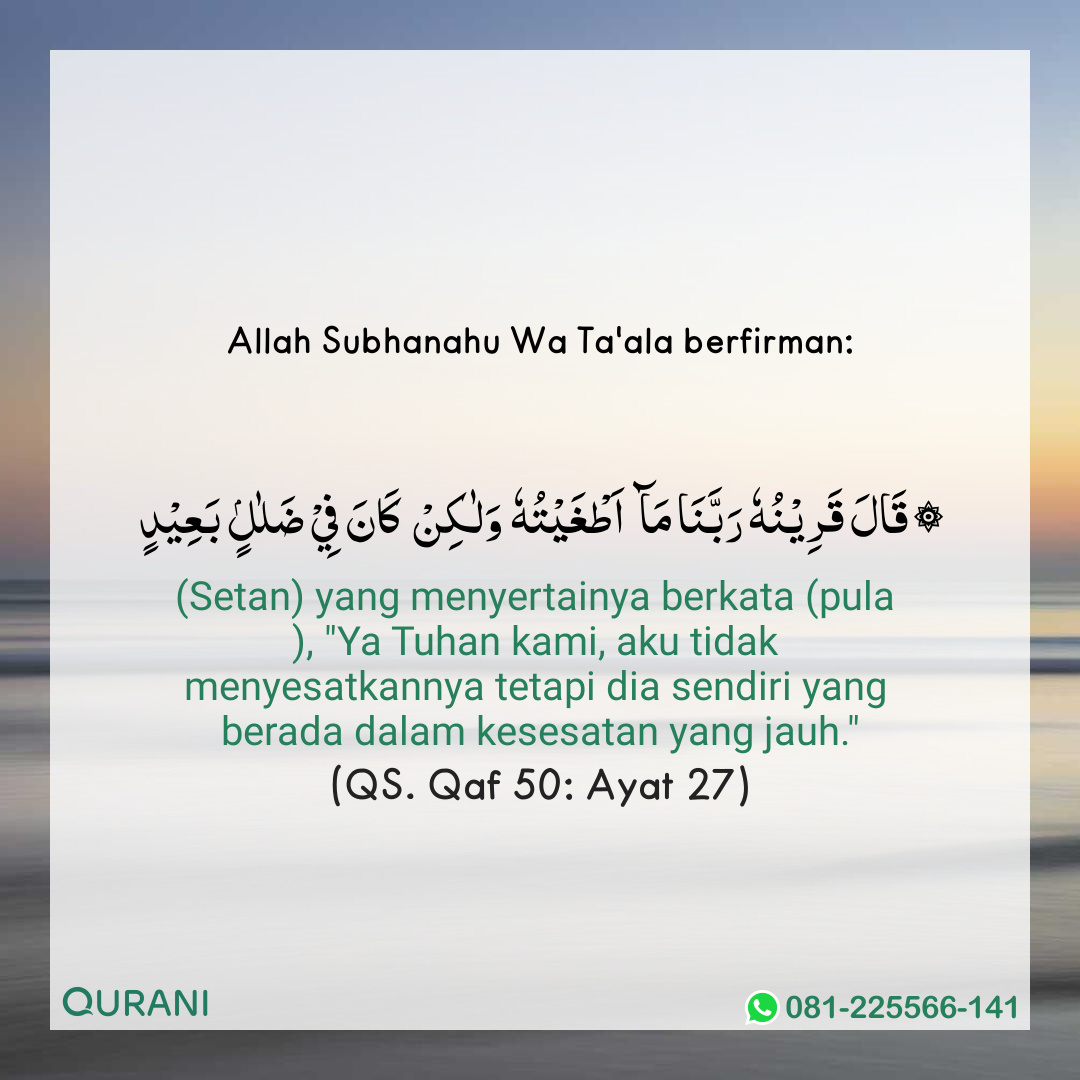 Allah Subhanahu Wa Ta'ala berfirman:
۞ قَالَ قَرِيْنُهٗ رَبَّنَا مَآ اَطْغَيْتُهٗ وَلٰكِنْ كَانَ فِيْ ضَلٰلٍۢ بَعِيْدٍ
(Setan) yang menyertainya berkata (pula
), "Ya Tuhan kami, aku tidak
menyesatkannya tetapi dia sendiri yang
berada dalam kesesatan yang jauh."
(QS. Qaf 50: Ayat 27)
QURANI
081-225566-141